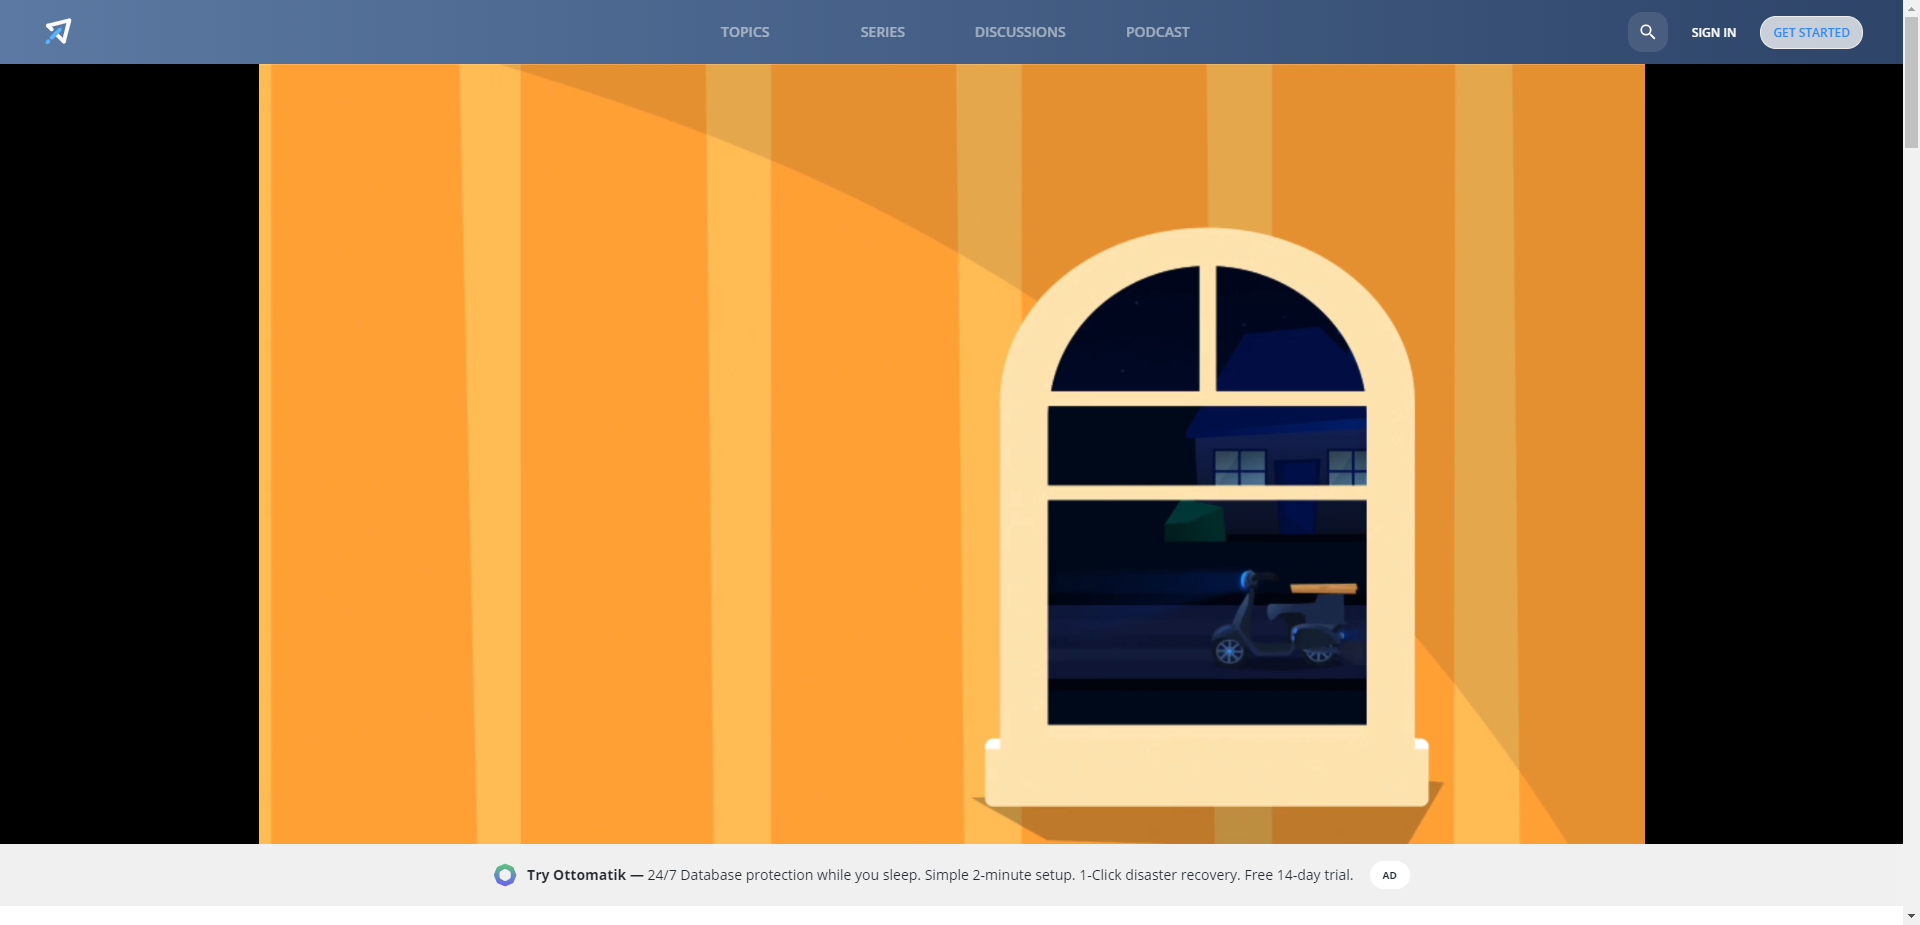 TOPICS SERIES DISCUSSIONS PODCAST SIGN IN GET STARTED
Try Ottomatik — 24/7 Database protection while you sleep. Simple 2-minute setup. 1-Click disaster recovery. Free 14-day trial. AD